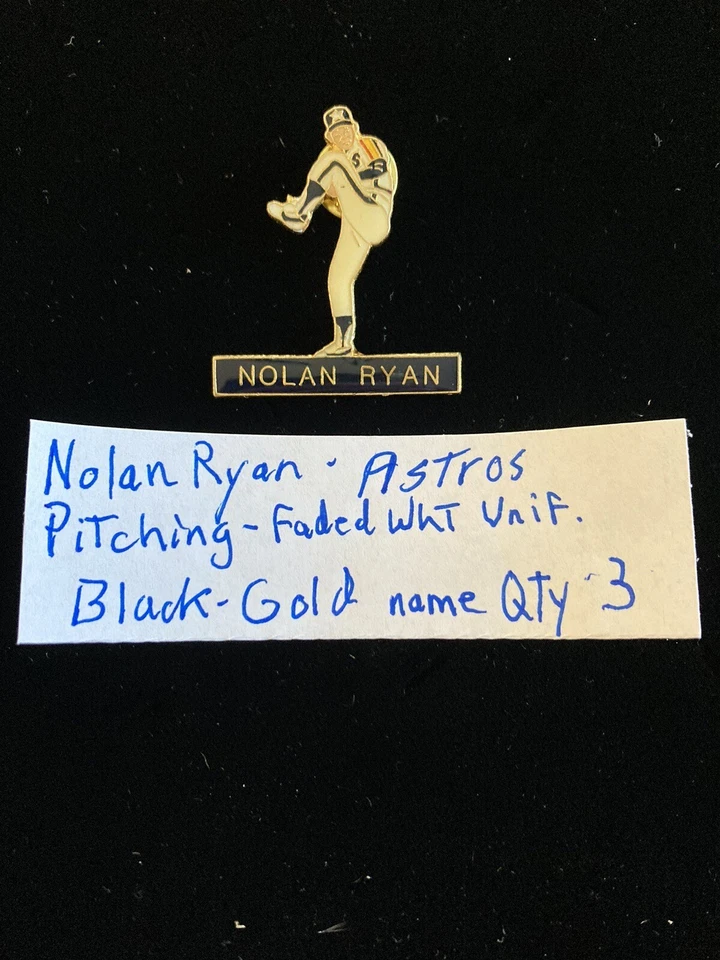 NOLAN RYAN
Nolan Ryan - Astros
Pitching - Faded WhT Unif.
Black-Gold name QTy - 3